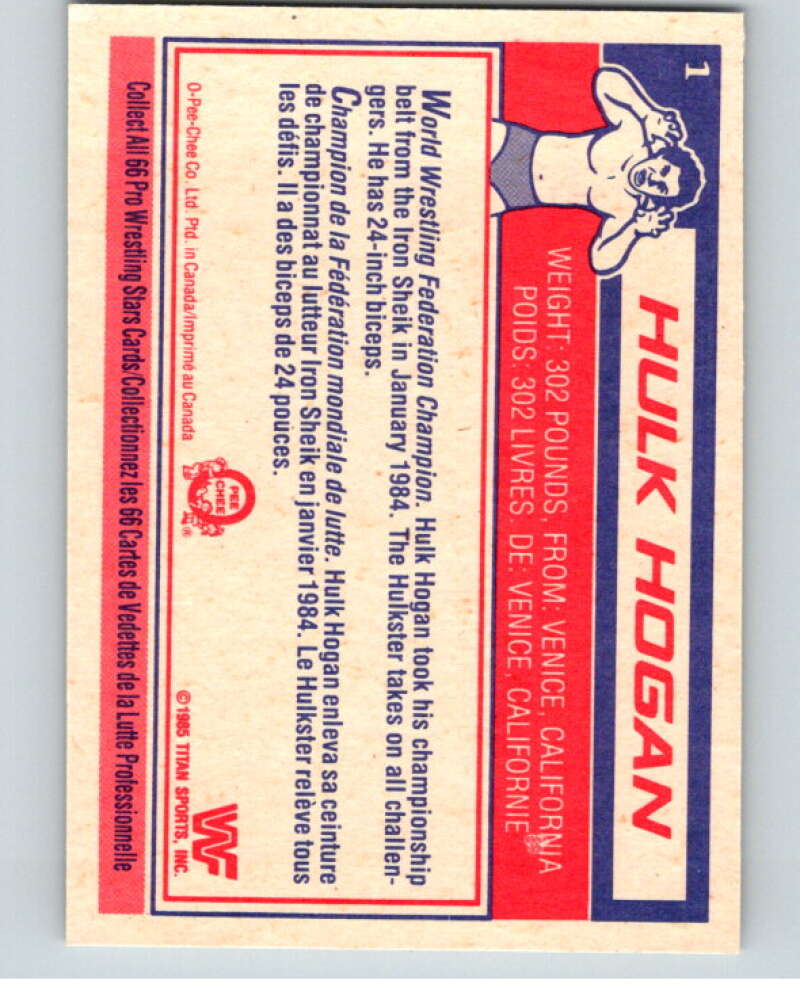 1
HULK HOGAN
WEIGHT: 302 POUNDS, FROM: VENICE, CALIFORNIA
POIDS: 302 LIVRES. DE: VENICE, CALIFORNIE
World Wrestling Federation Champion. Hulk Hogan took his championship
belt from the Iron Sheik in January 1984. The Hulkster takes on all challen-
gers. He has 24-inch biceps.
Champion de la Fédération mondiale de lutte. Hulk Hogan enleva sa ceinture
de championnat au lutteur Iron Sheik en janvier 1984. Le Hulkster relève tous
les défis. Il a des biceps de 24 pouces.
O-Pee-Chee Co. Ltd. Ptd. in Canada/Imprimé au Canada
O
PEE
CHEE
®
WF
©1985 TITAN SPORTS, INC.
Collect All 66 Pro Wrestling Stars Cards/Collectionnez les 66 Cartes de Vedettes de la Lutte Professionnelle